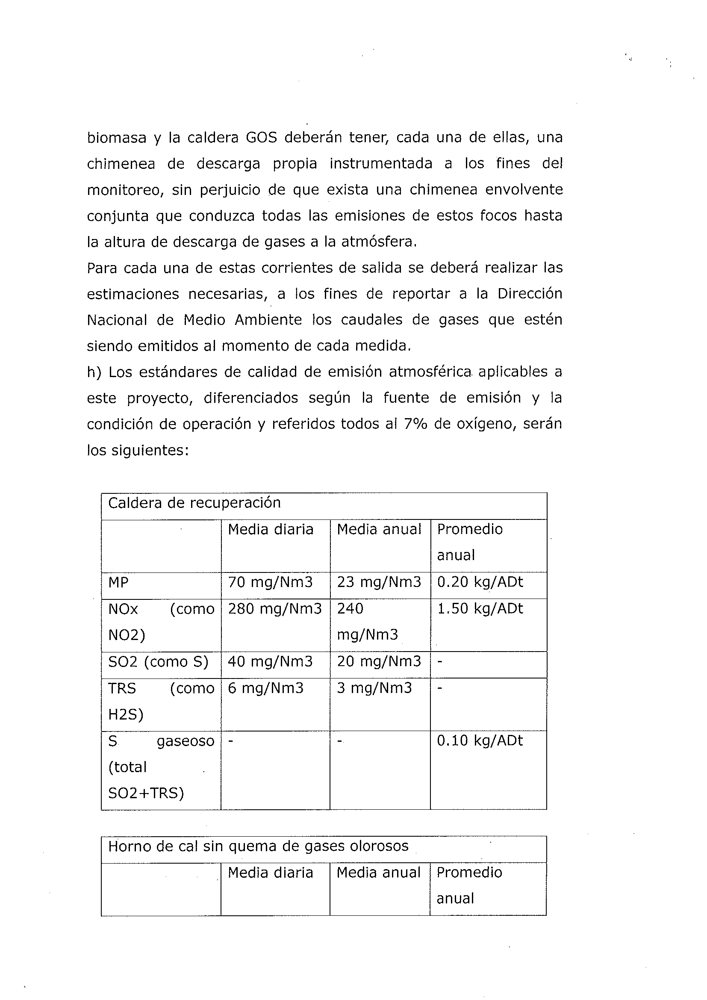 biomasa y la caldera GOS deberán tener, cada una de ellas, una
chimenea de descarga propia instrumentada a los fines del
monitoreo, sin perjuicio de que exista una chimenea envolvente
conjunta que conduzca todas las emisiones de estos focos hasta
la altura de descarga de gases a la atmósfera.
Para cada una de estas corrientes de salida se deberá realizar las
estimaciones necesarias, a los fines de reportar a la Dirección
Nacional de Medio Ambiente los caudales de gases que estén
siendo emitidos al momento de cada medida.
h) Los estándares de calidad de emisión atmosférica aplicables a
este proyecto, diferenciados según la fuente de emisión y la
condición de operación y referidos todos al 7% de oxígeno, serán
los siguientes:
Caldera de recuperación
Media diaria Media anual Promedio
anual
MP 70 mg/Nm3 23 mg/Nm3 0.20 kg/ADt
NOx (como 280 mg/Nm3 240 1.50 kg/ADt
NO2) mg/Nm3
SO2 (como S) 40 mg/Nm3 20 mg/Nm3 -
TRS (como 6 mg/Nm3 3 mg/Nm3 -
H2S)
S gaseoso - - 0.10 kg/ADt
(total
SO2+TRS)
Horno de cal sin quema de gases olorosos
Media diaria Media anual Promedio
anual